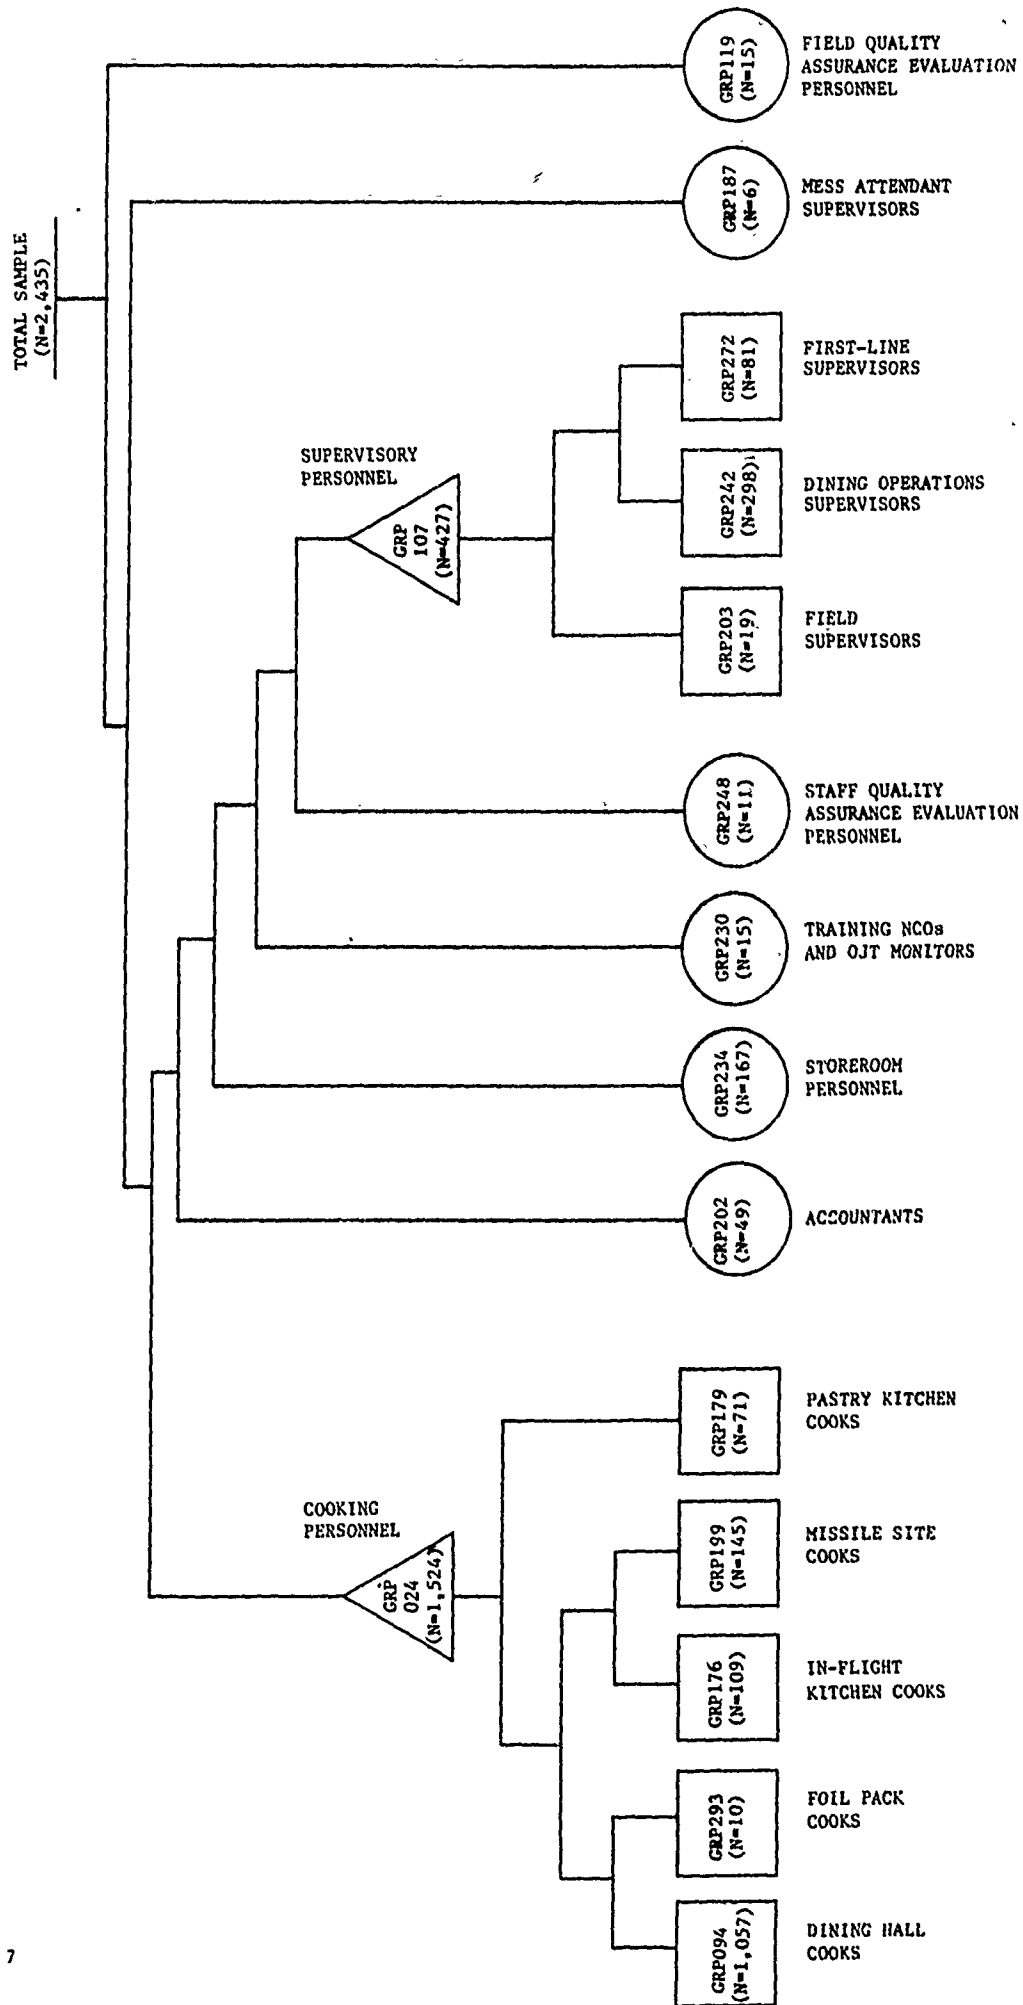 TOTAL SAMPLE
(N=2,435)
GRP119
(N=15)
FIELD QUALITY
ASSURANCE EVALUATION
PERSONNEL
GRP187
(N=6)
MESS ATTENDANT
SUPERVISORS
SUPERVISORY
PERSONNEL
GRP
107
(N=427)
GRP272
(N=81)
FIRST-LINE
SUPERVISORS
GRP242
(N=298)
DINING OPERATIONS
SUPERVISORS
GRP203
(N=19)
FIELD
SUPERVISORS
GRP248
(N=11)
STAFF QUALITY
ASSURANCE EVALUATION
PERSONNEL
GRP230
(N=15)
TRAINING NCOs
AND OJT MONITORS
GRP234
(N=167)
STOREROOM
PERSONNEL
GRP202
(N=49)
ACCOUNTANTS
COOKING
PERSONNEL
GRP
024
(N=1,524)
GRP179
(N=71)
PASTRY KITCHEN
COOKS
GRP199
(N=145)
MISSILE SITE
COOKS
GRP176
(N=109)
IN-FLIGHT
KITCHEN COOKS
GRP293
(N=10)
FOIL PACK
COOKS
GRP094
(N=1,057)
DINING HALL
COOKS
7